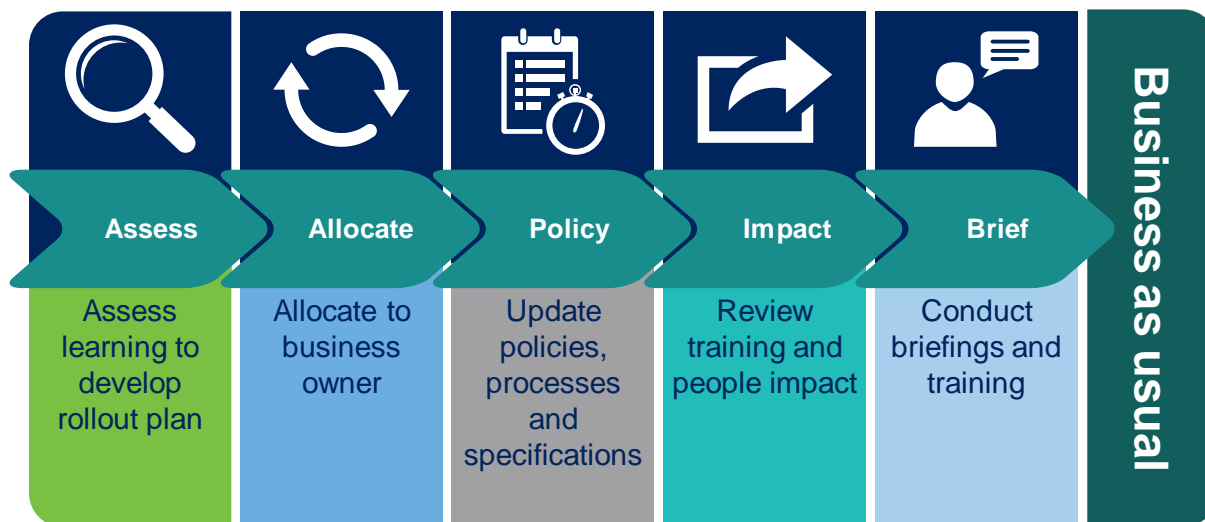 Assess
Allocate
Policy
Impact
Brief
Assess
learning to
develop
rollout plan
Allocate to
business
owner
Update
policies,
processes
and
specifications
Review
training and
people impact
Conduct
briefings and
training
Business as usual